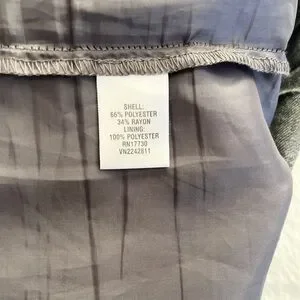 SHELL:
66% POLYESTER
34% RAYON
LINING:
100% POLYESTER
RN17730
VN2242811